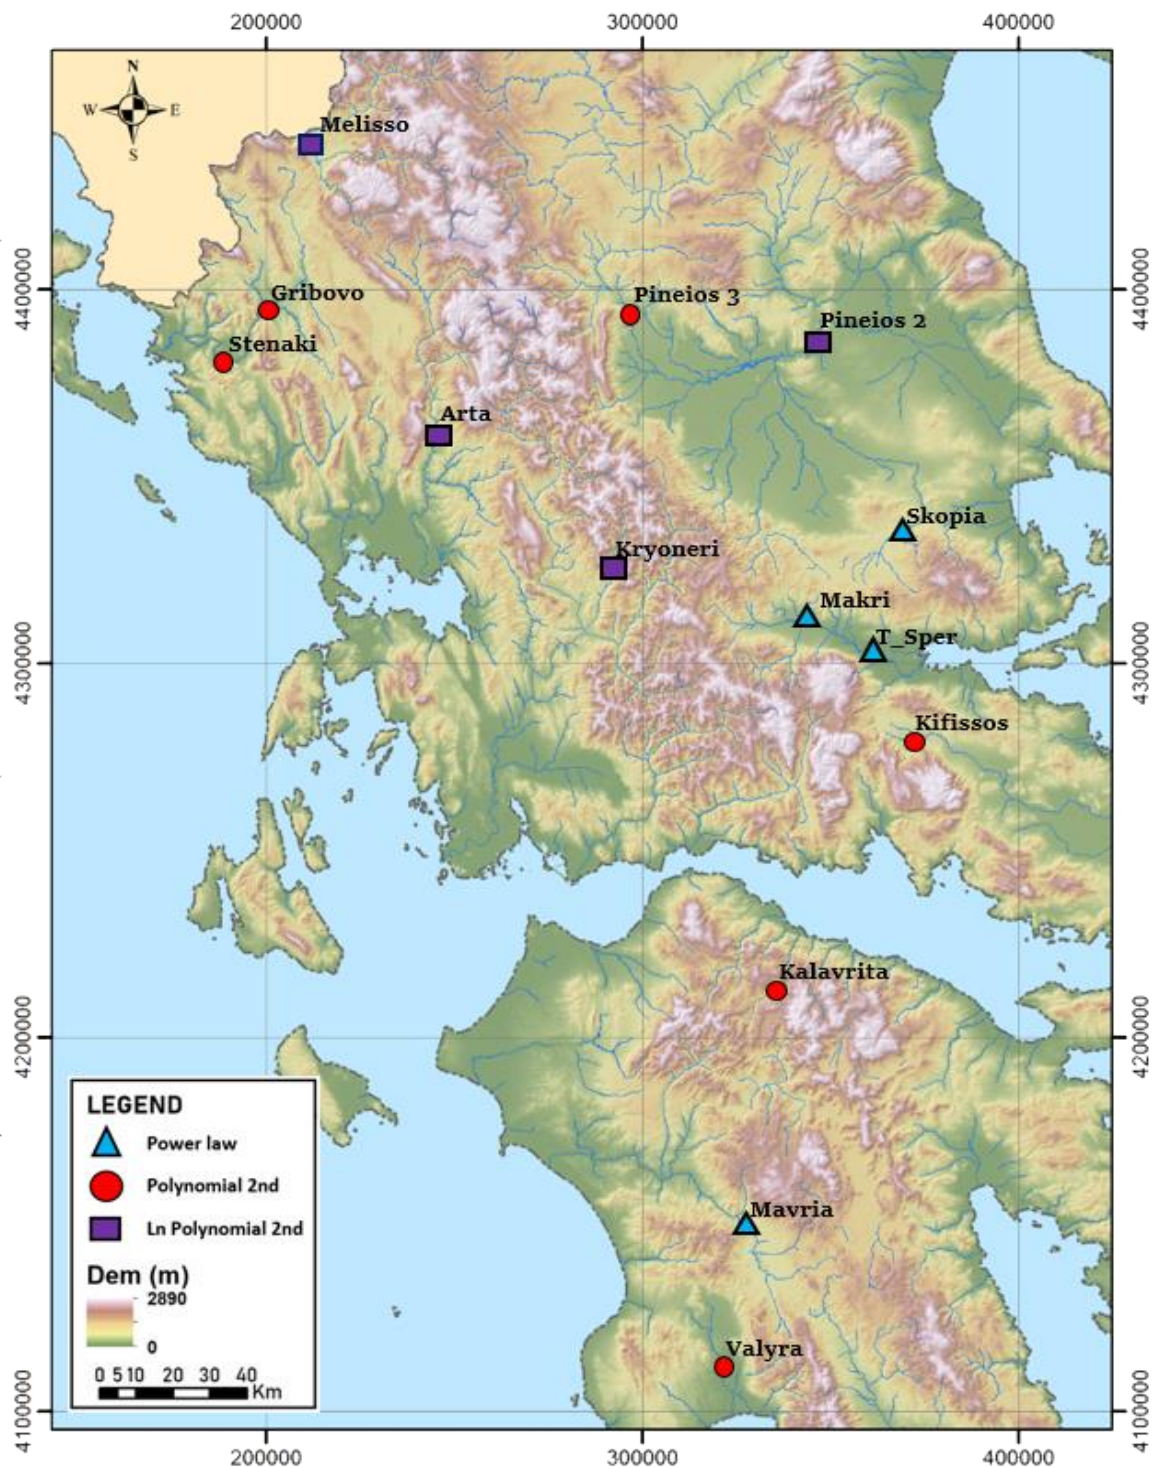 200000 300000 400000
N
W E
S
Melisso
4400000 4400000
Gribovo
Pineios 3
Pineios 2
Stenaki
Arta
Skopia
Kryoneri
Makri
T_Sper
4300000 4300000
Kifissos
Kalavrita
4200000 4200000
LEGEND
Power law
Polynomial 2nd
Ln Polynomial 2nd
Dem (m)
2890
0
0 5 10 20 30 40
Km
Mavria
Valyra
4100000 4100000
200000 300000 400000